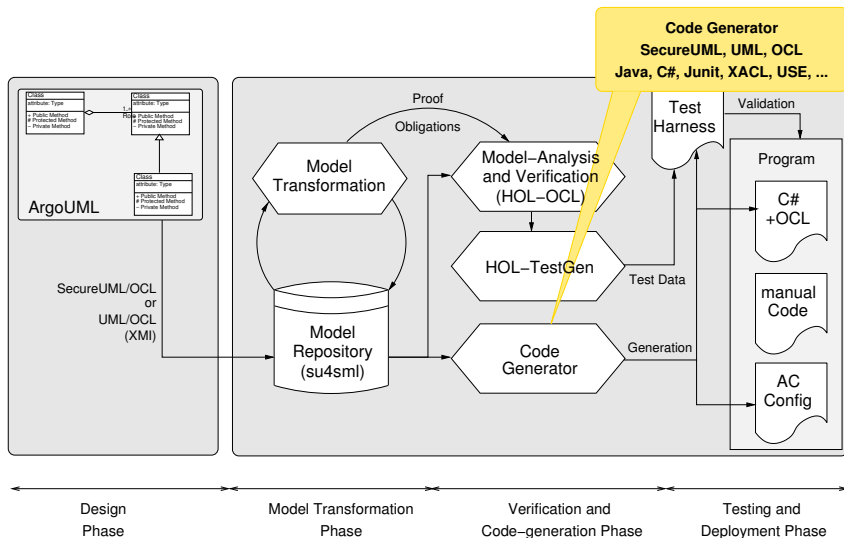 Code Generator
SecureUML, UML, OCL
Java, C#, Junit, XACL, USE, ...
Class
attribute: Type
+ Public Method
# Protected Method
− Private Method
1..*
Role
Class
attribute: Type
+ Public Method
# Protected Method
− Private Method
Class
attribute: Type
+ Public Method
# Protected Method
− Private Method
ArgoUML
SecureUML/OCL
or
UML/OCL
(XMI)
Proof
Obligations
Model
Transformation
Model−Analysis
and Verification
(HOL−OCL)
HOL−TestGen
Model
Repository
(su4sml)
Code
Generator
Test
Harness
Validation
Test Data
Generation
Program
C#
+OCL
manual
Code
AC
Config
Design
Phase
Model Transformation
Phase
Verification and
Code−generation Phase
Testing and
Deployment Phase